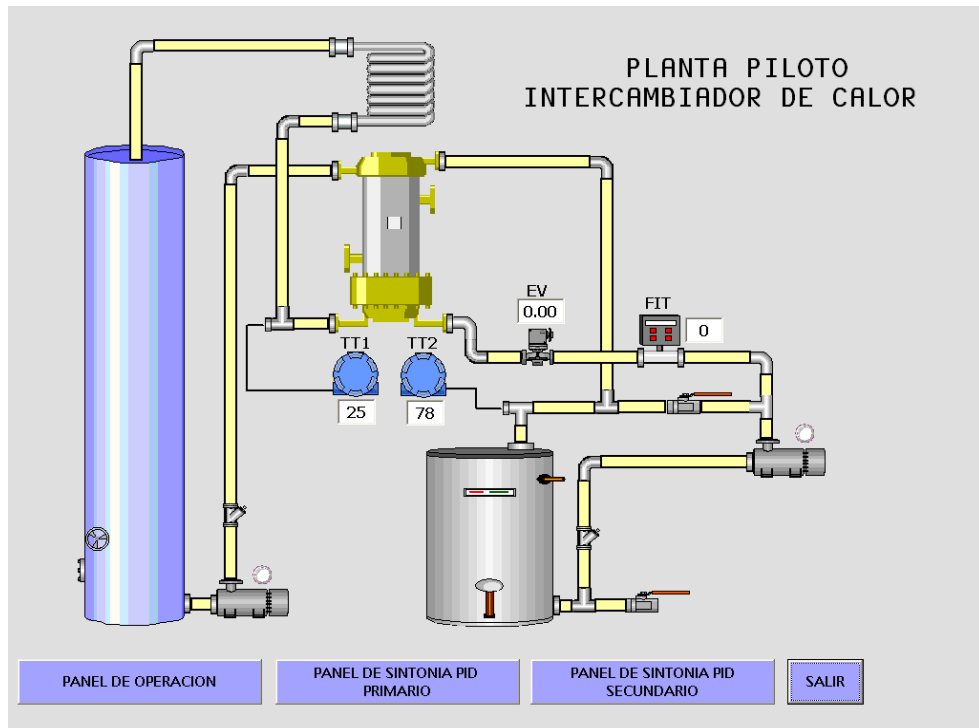 PLANTA PILOTO
INTERCAMBIADOR DE CALOR
EV
0.00
FIT
0
TT1
TT2
25
78
PANEL DE OPERACION
PANEL DE SINTONIA PID
PRIMARIO
PANEL DE SINTONIA PID
SECUNDARIO
SALIR